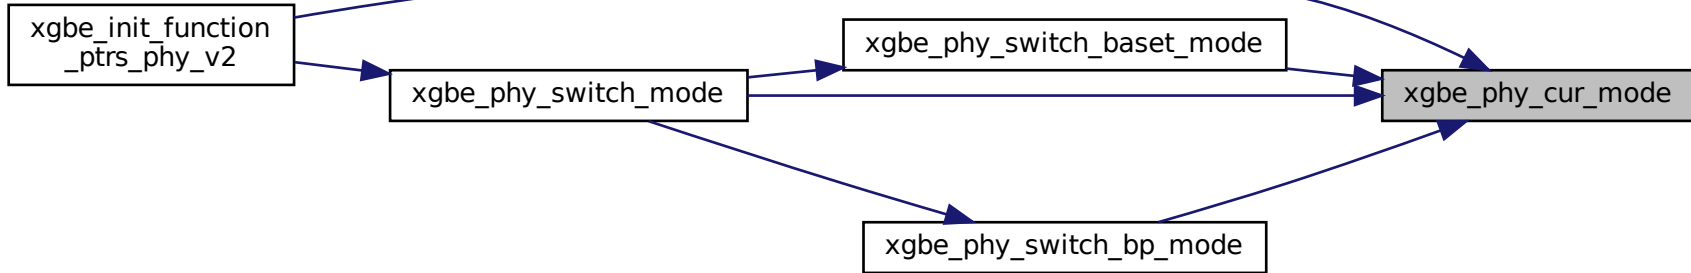 xgbe_init_function
_ptrs_phy_v2
xgbe_phy_switch_mode
xgbe_phy_switch_baset_mode
xgbe_phy_switch_bp_mode
xgbe_phy_cur_mode